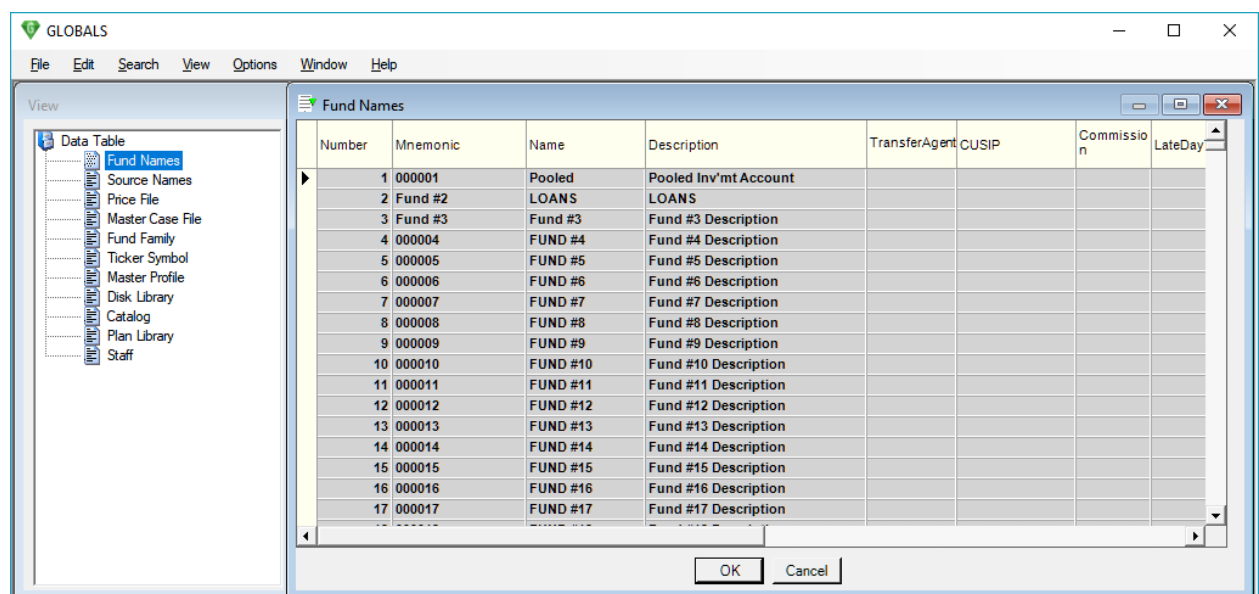 GLOBALS
File Edit Search View Options Window Help
View
Data Table
Fund Names
Source Names
Price File
Master Case File
Fund Family
Ticker Symbol
Master Profile
Disk Library
Catalog
Plan Library
Staff
Fund Names
Number Mnemonic Name Description TransferAgent CUSIP Commissio
n LateDay
1 000001 Pooled Pooled Inv'mt Account
2 Fund #2 LOANS LOANS
3 Fund #3 Fund #3 Fund #3 Description
4 000004 FUND #4 Fund #4 Description
5 000005 FUND #5 Fund #5 Description
6 000006 FUND #6 Fund #6 Description
7 000007 FUND #7 Fund #7 Description
8 000008 FUND #8 Fund #8 Description
9 000009 FUND #9 Fund #9 Description
10 000010 FUND #10 Fund #10 Description
11 000011 FUND #11 Fund #11 Description
12 000012 FUND #12 Fund #12 Description
13 000013 FUND #13 Fund #13 Description
14 000014 FUND #14 Fund #14 Description
15 000015 FUND #15 Fund #15 Description
16 000016 FUND #16 Fund #16 Description
17 000017 FUND #17 Fund #17 Description
OK Cancel